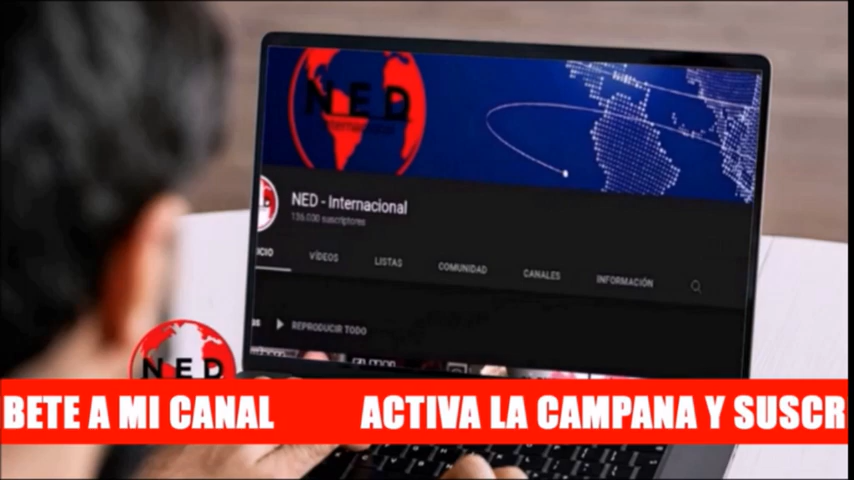 NED
NED - Internacional
136.000 suscriptores
ICIO VÍDEOS LISTAS COMUNIDAD CANALES INFORMACIÓN
REPRODUCIR TODO
NED
BETE A MI CANAL ACTIVA LA CAMPANA Y SUSCR